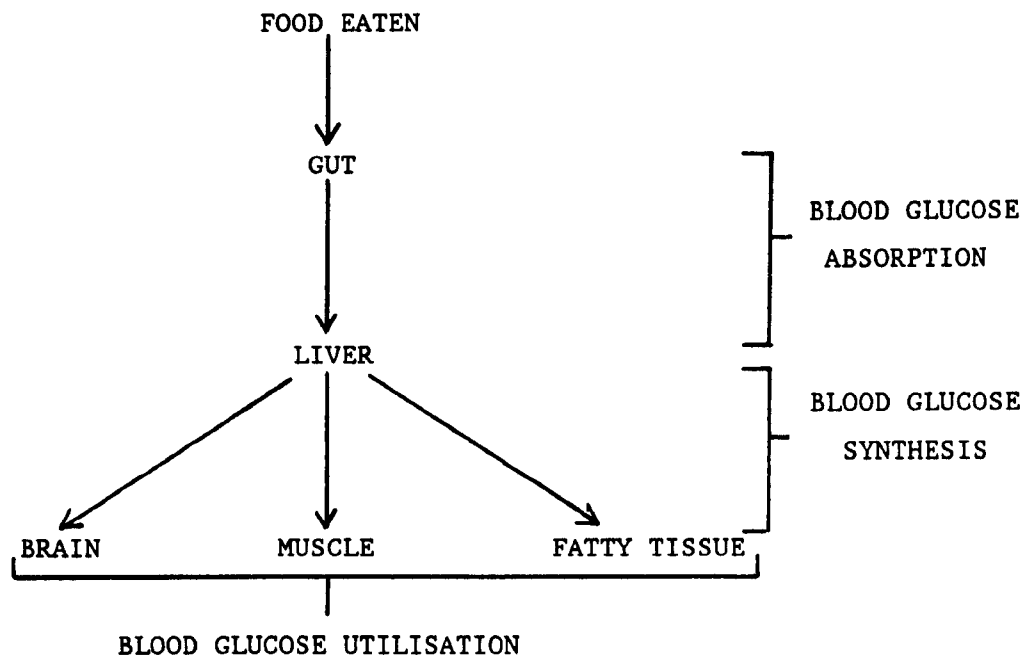 FOOD EATEN
GUT
BLOOD GLUCOSE
ABSORPTION
LIVER
BLOOD GLUCOSE
SYNTHESIS
BRAIN
MUSCLE
FATTY TISSUE
BLOOD GLUCOSE UTILISATION